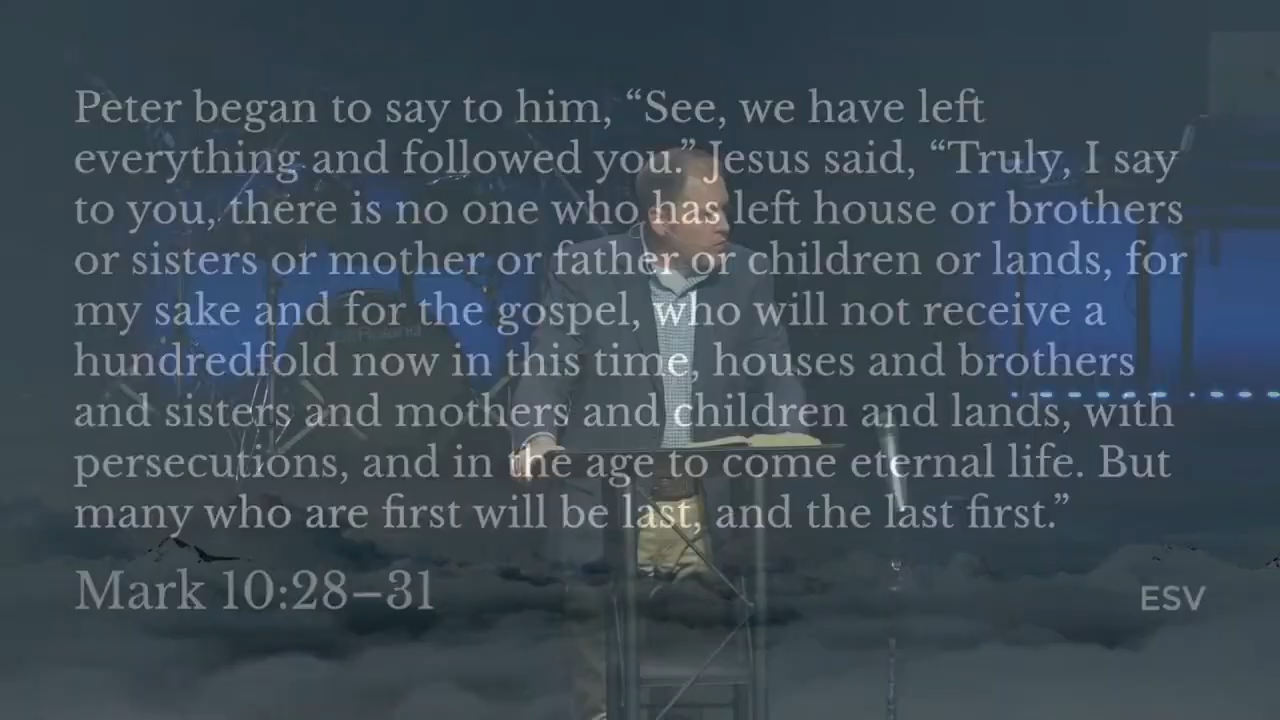 Peter began to say to him, “See, we have left
everything and followed you.” Jesus said, “Truly, I say
to you, there is no one who has left house or brothers
or sisters or mother or father or children or lands, for
my sake and for the gospel, who will not receive a
hundredfold now in this time, houses and brothers
and sisters and mothers and children and lands, with
persecutions, and in the age to come eternal life. But
many who are first will be last, and the last first.”
Mark 10:28–31
ESV